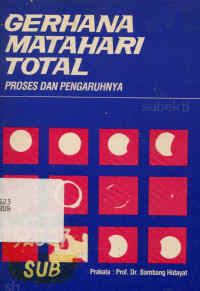 GERHANA
MATAHARI
TOTAL
PROSES DAN PENGARUHNYA
subekti
SUB
Prakata : Prof. Dr. Bambang Hidayat